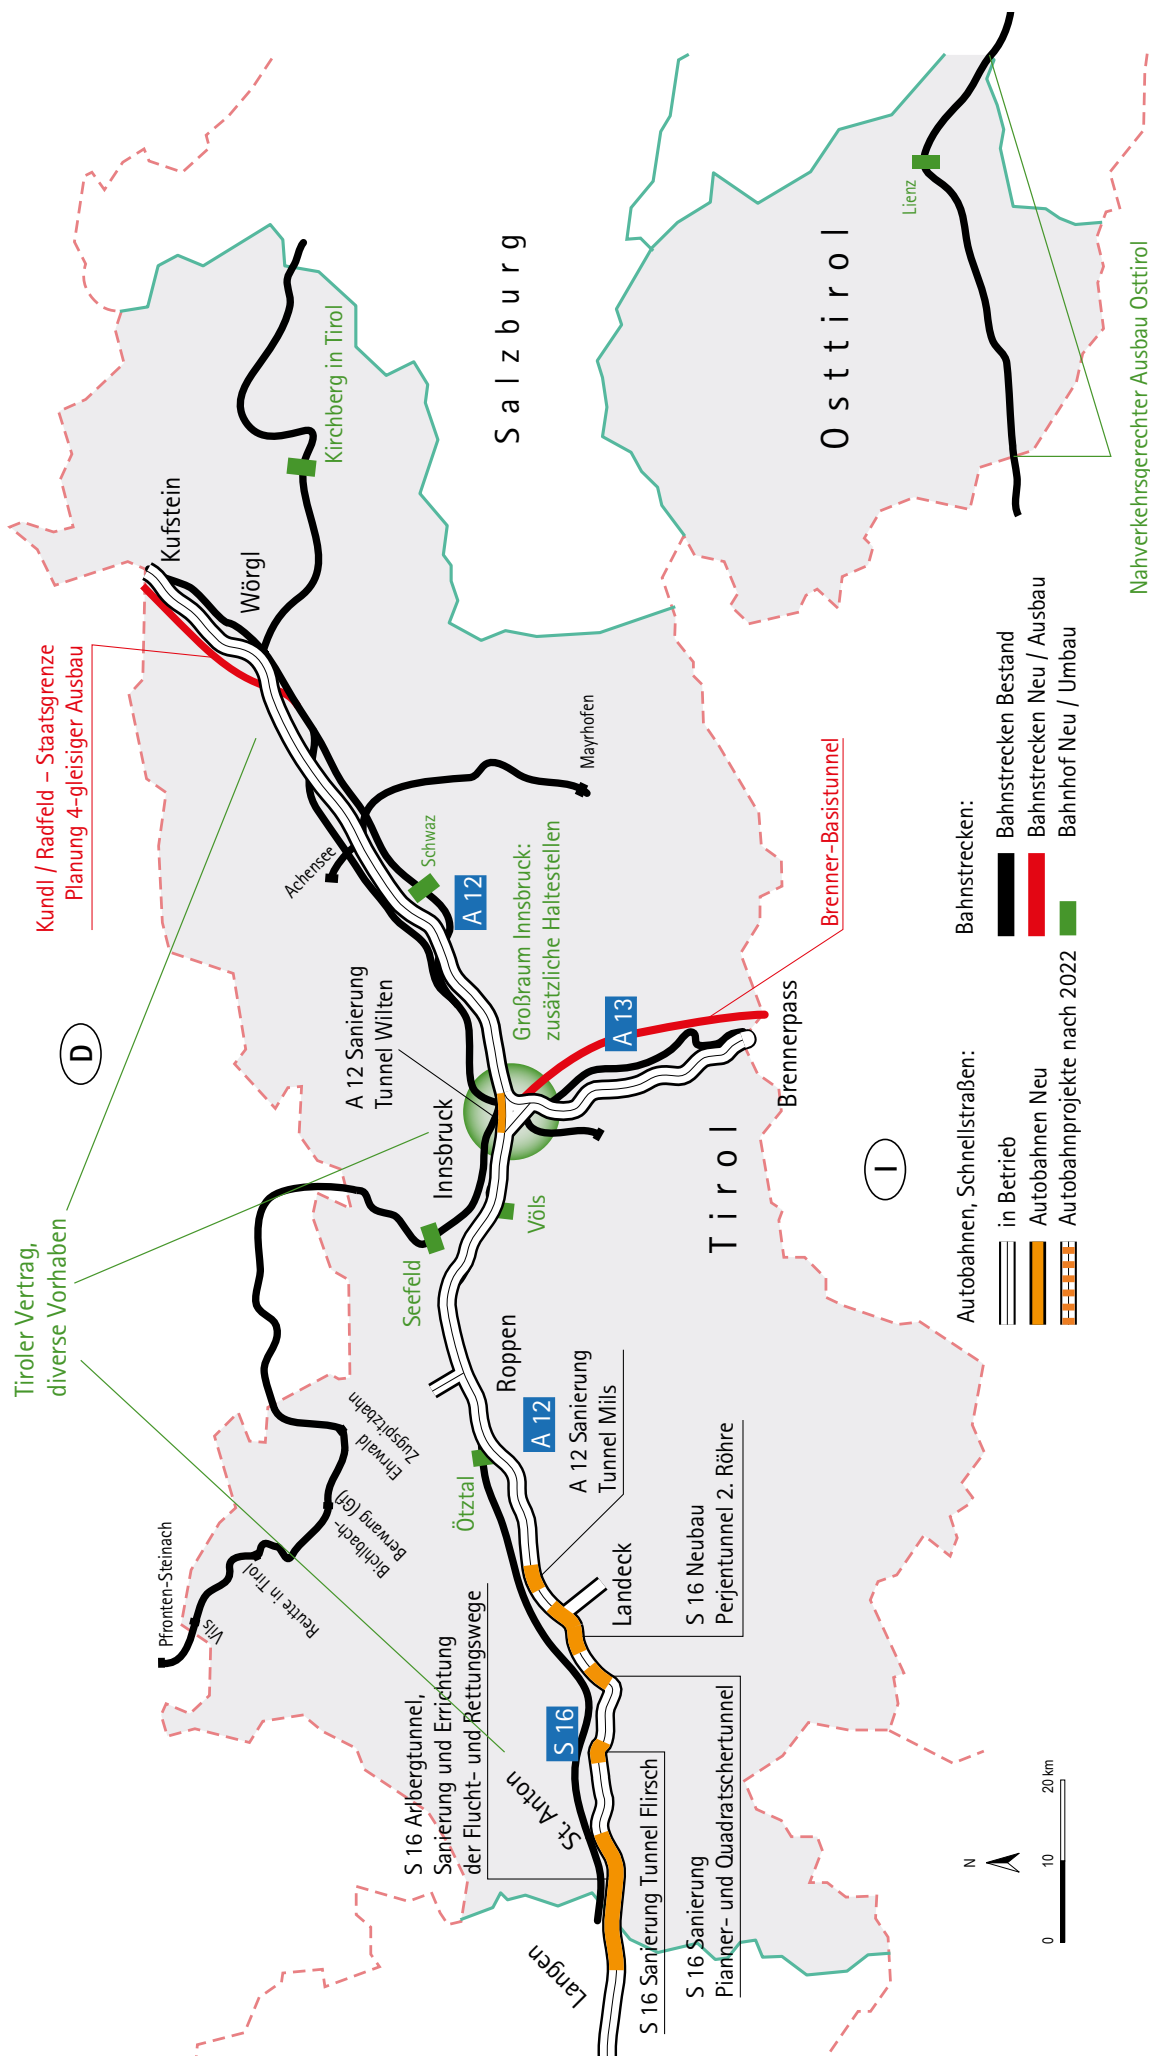 Tiroler Vertrag,
diverse Vorhaben
D
Kundl / Radfeld – Staatsgrenze
Planung 4-gleisiger Ausbau
Kufstein
Wörgl
Kirchberg in Tirol
Pfronten-Steinach
Vils
Reutte in Tirol
Bichlbach-
Berwang (Gf)
Ehrwald
Zugspitzbahn
Seefeld
Innsbruck
Völs
A 12 Sanierung
Tunnel Wilten
Achensee
Schwaz
A 12
Großraum Innsbruck:
zusätzliche Haltestellen
Mayrhofen
Salzburg
S 16 Arlbergtunnel,
Sanierung und Errichtung
der Flucht- und Rettungswege
St. Anton
Langen
S 16
Ötztal
Roppen
A 12
A 12 Sanierung
Tunnel Mils
Landeck
S 16 Neubau
Perjentunnel 2. Röhre
S 16 Sanierung Tunnel Flirsch
S 16 Sanierung
Pianner- und Quadratschertunnel
Tirol
A 13
Brennerpass
Brenner-Basistunnel
I
Osttirol
Lienz
Nahverkehrsgerechter Ausbau Osttirol
N
0
10
20 km
Autobahnen, Schnellstraßen:
in Betrieb
Autobahnen Neu
Autobahnprojekte nach 2022
Bahnstrecken:
Bahnstrecken Bestand
Bahnstrecken Neu / Ausbau
Bahnhof Neu / Umbau